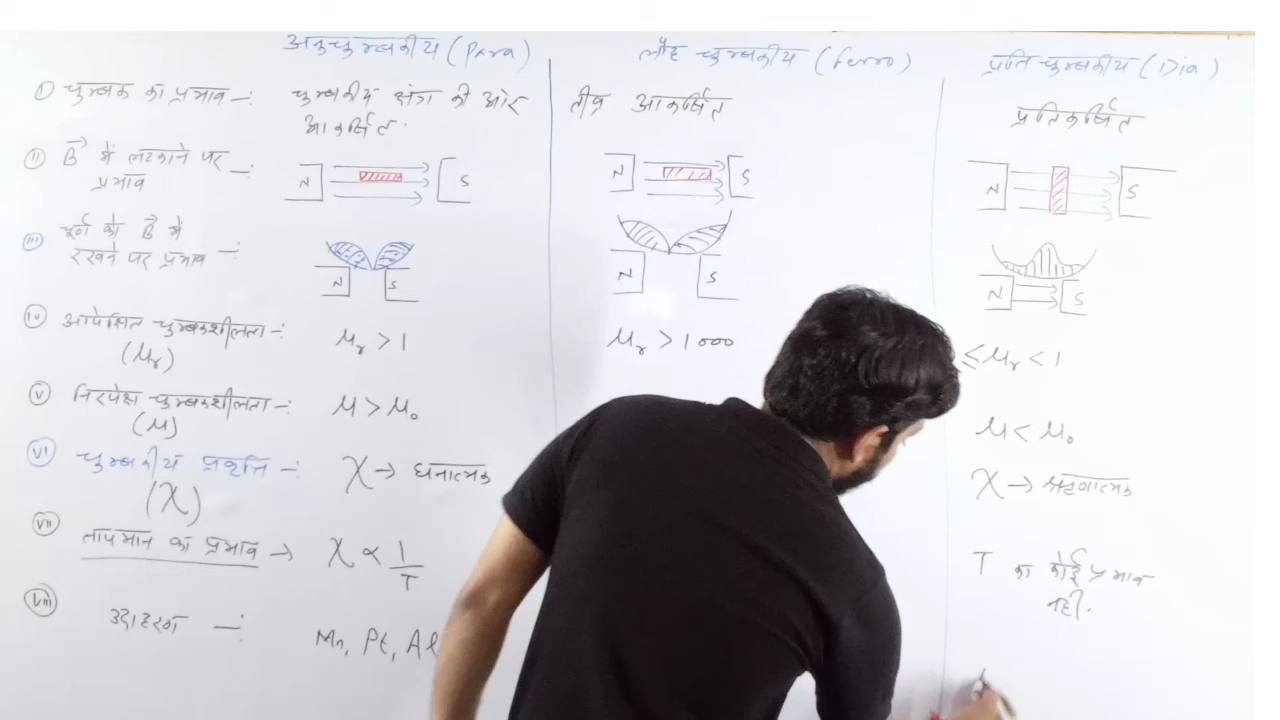 अनुचुम्बकीय (Para)
लौह चुम्बकीय (Ferro)
प्रति चुम्बकीय (Dia)
I चुम्बक का प्रभाव -:
चुम्बकीय क्षेत्र की ओर
आकर्षित.
तीव्र आकर्षित
प्रतिकर्षित
II B⃗ में लटकाने पर -:
प्रभाव
N S
N S
N S
III चूर्ण को B⃗ में
रखने पर प्रभाव -:
N S
N S
N S
IV आपेक्षित चुम्बकशीलता -:
(μr)
μr > 1
μr > 1000
≤ μr < 1
V निरपेक्ष चुम्बकशीलता -:
(μ)
μ > μ₀
μ < μ₀
VI चुम्बकीय प्रवृत्ति -:
(χ)
χ → धनात्मक
χ → ऋणात्मक
VII तापमान का प्रभाव →
χ ∝ 1/T
T का कोई प्रभाव
नही.
VIII उदाहरण -:
Mn, Pt, Al